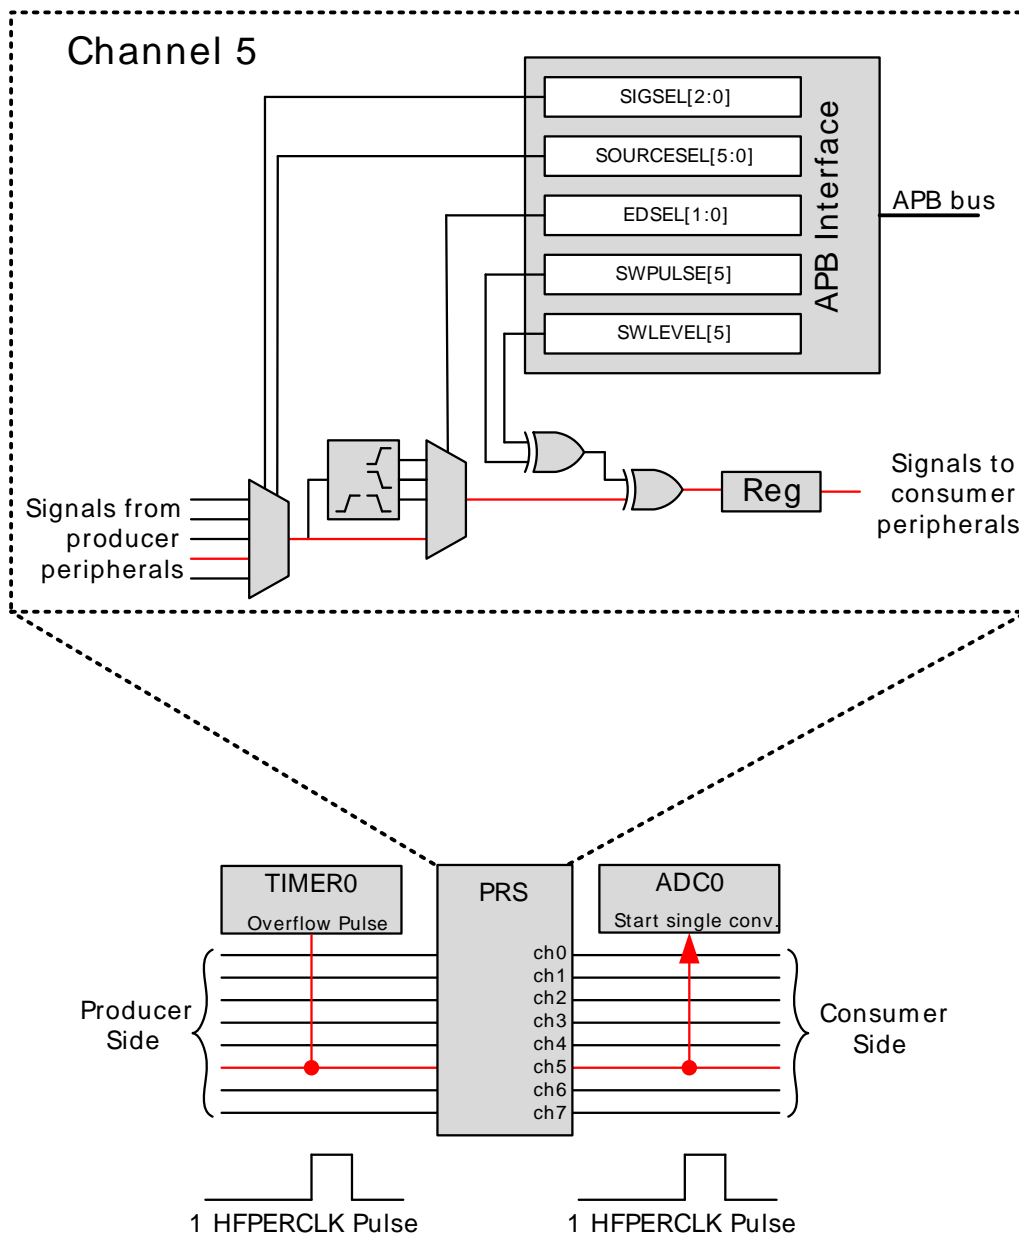 Channel 5
SIGSEL[2:0]
SOURCESEL[5:0]
EDSEL[1:0]
SWPULSE[5]
SWLEVEL[5]
APB Interface
APB bus
Signals from
producer
peripherals
Reg
Signals to
consumer
peripherals
TIMER0
Overflow Pulse
PRS
ADC0
Start single conv.
ch0
ch1
ch2
ch3
ch4
ch5
ch6
ch7
Producer
Side
Consumer
Side
1 HFPERCLK Pulse
1 HFPERCLK Pulse